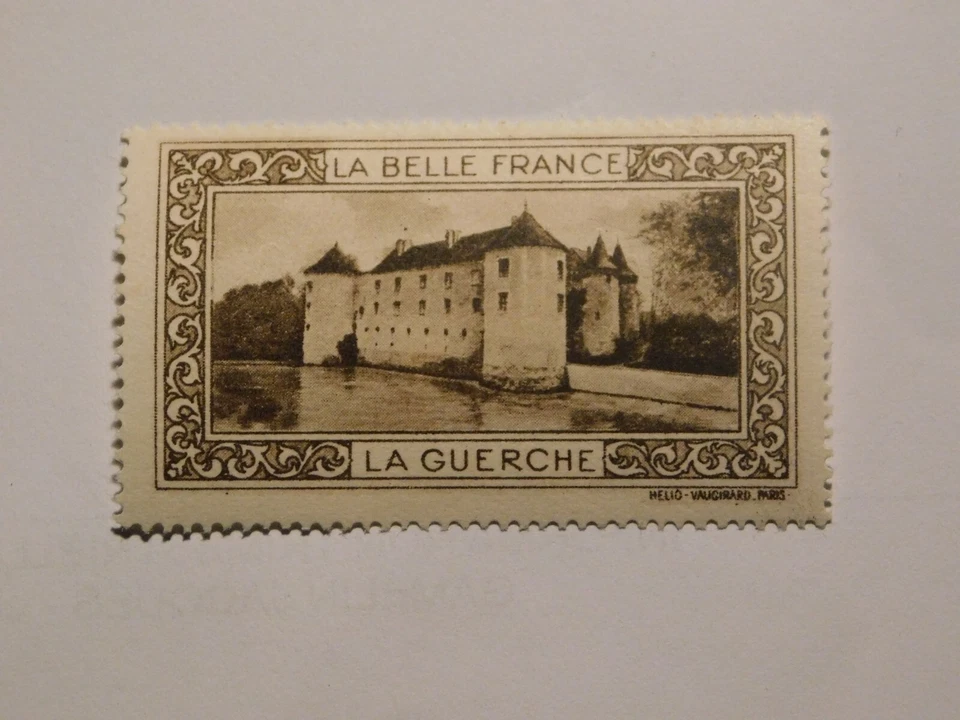 LA BELLE FRANCE
LA GUERCHE
HELIO - VAUGIRARD . PARIS